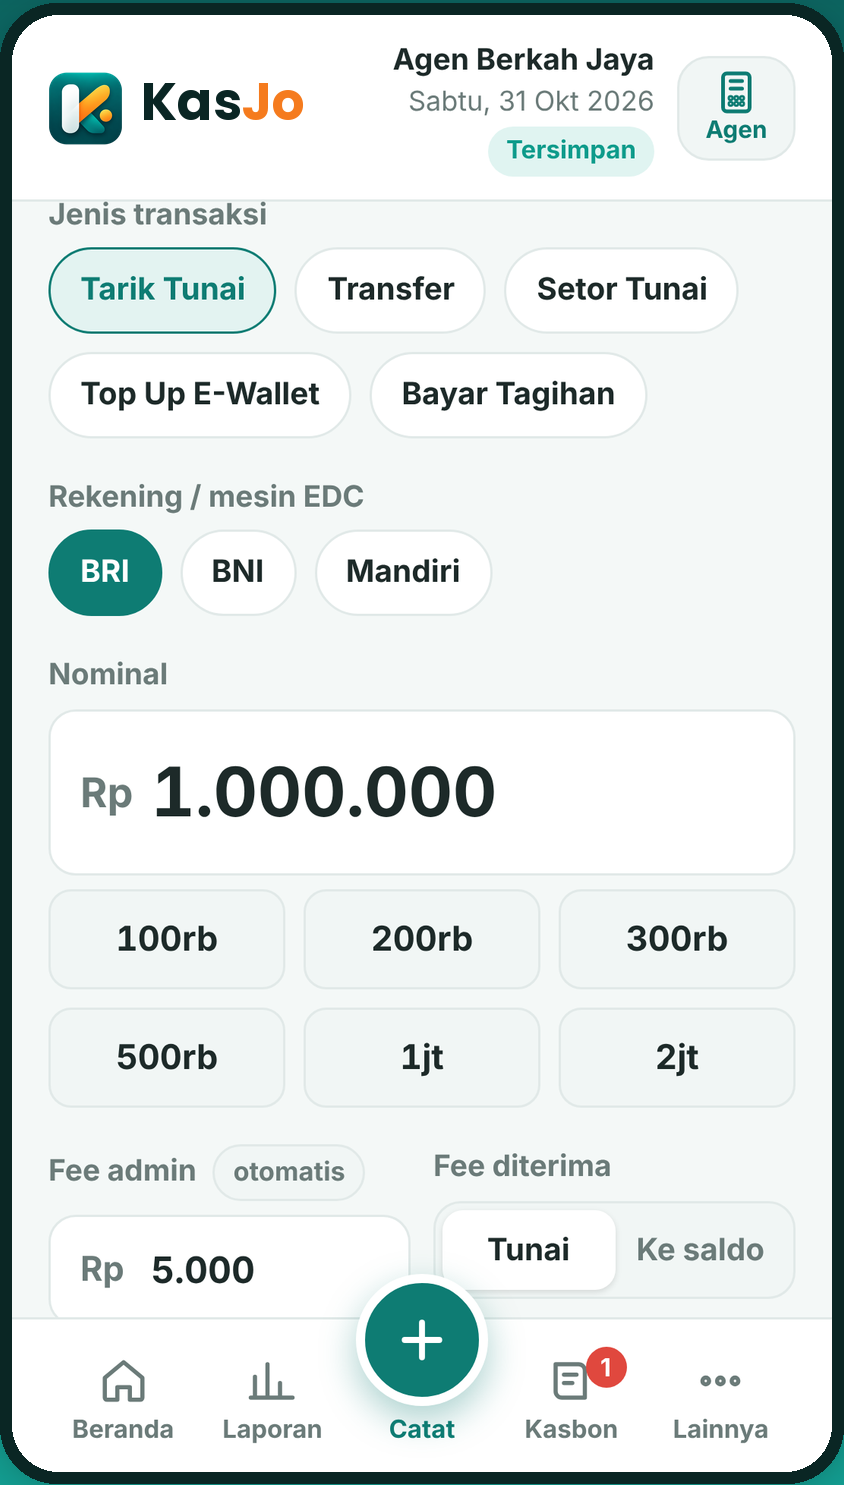 KasJo
Agen Berkah Jaya
Sabtu, 31 Okt 2026
Tersimpan
Agen
Jenis transaksi
Tarik Tunai
Transfer
Setor Tunai
Top Up E-Wallet
Bayar Tagihan
Rekening / mesin EDC
BRI
BNI
Mandiri
Nominal
Rp 1.000.000
100rb
200rb
300rb
500rb
1jt
2jt
Fee admin
otomatis
Fee diterima
Rp 5.000
Tunai
Ke saldo
Beranda
Laporan
Catat
Kasbon
1
Lainnya